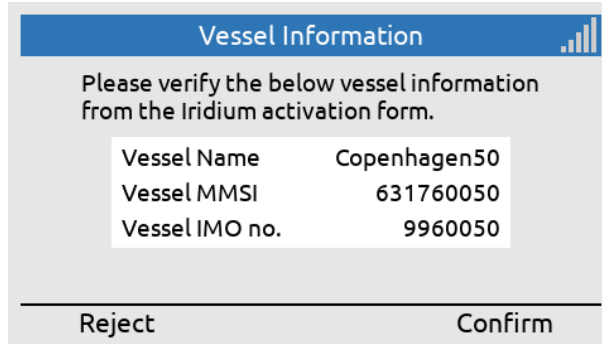 Vessel Information
Please verify the below vessel information
from the Iridium activation form.
Vessel Name Copenhagen50
Vessel MMSI 631760050
Vessel IMO no. 9960050
Reject Confirm